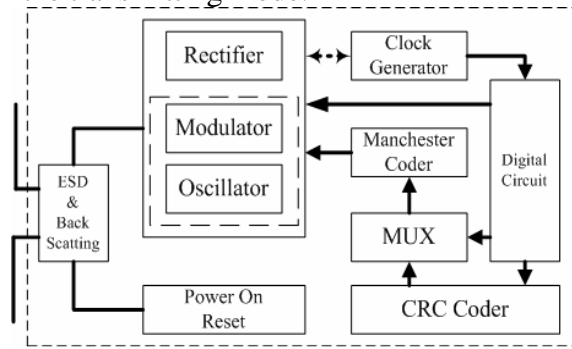 Rectifier
Clock
Generator
Modulator
Oscillator
Manchester
Coder
Digital
Circuit
ESD
&
Back
Scatting
MUX
Power On
Reset
CRC Coder